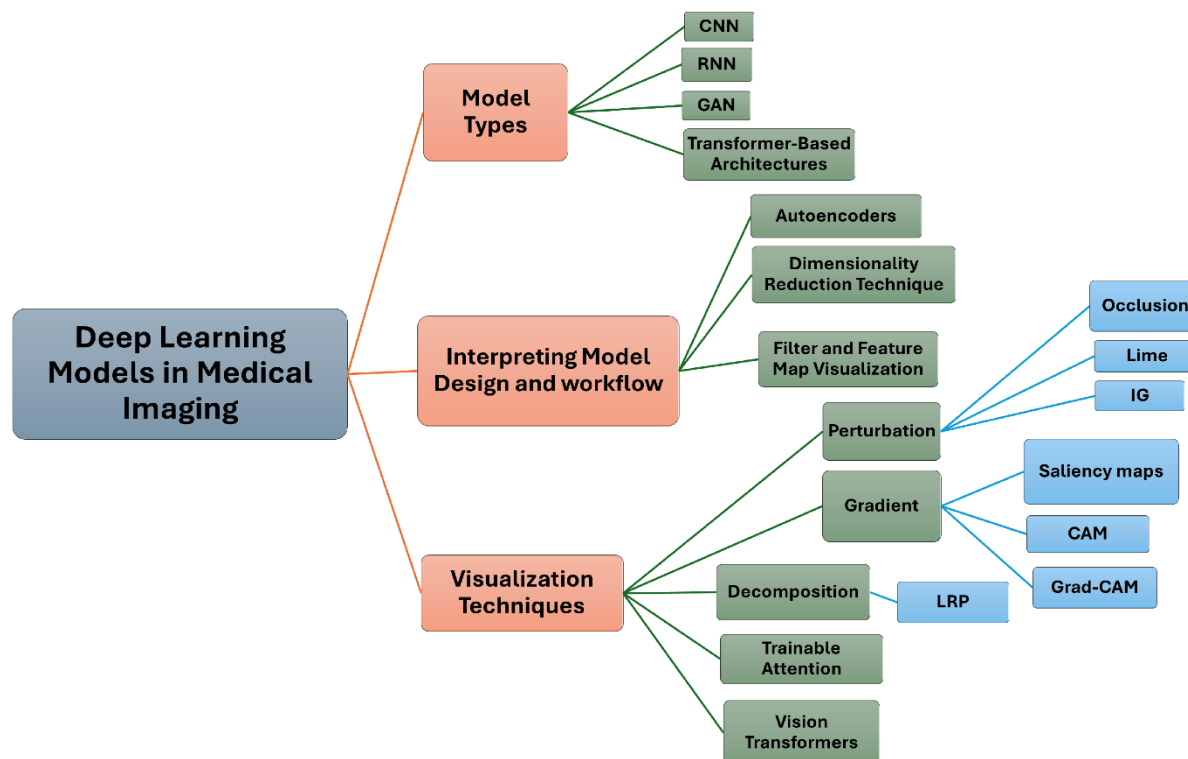 Deep Learning
Models in Medical
Imaging
Model
Types
CNN
RNN
GAN
Transformer-Based
Architectures
Interpreting Model
Design and workflow
Autoencoders
Dimensionality
Reduction Technique
Filter and Feature
Map Visualization
Visualization
Techniques
Perturbation
Occlusion
Lime
IG
Gradient
Saliency maps
CAM
Grad-CAM
Decomposition
LRP
Trainable
Attention
Vision
Transformers